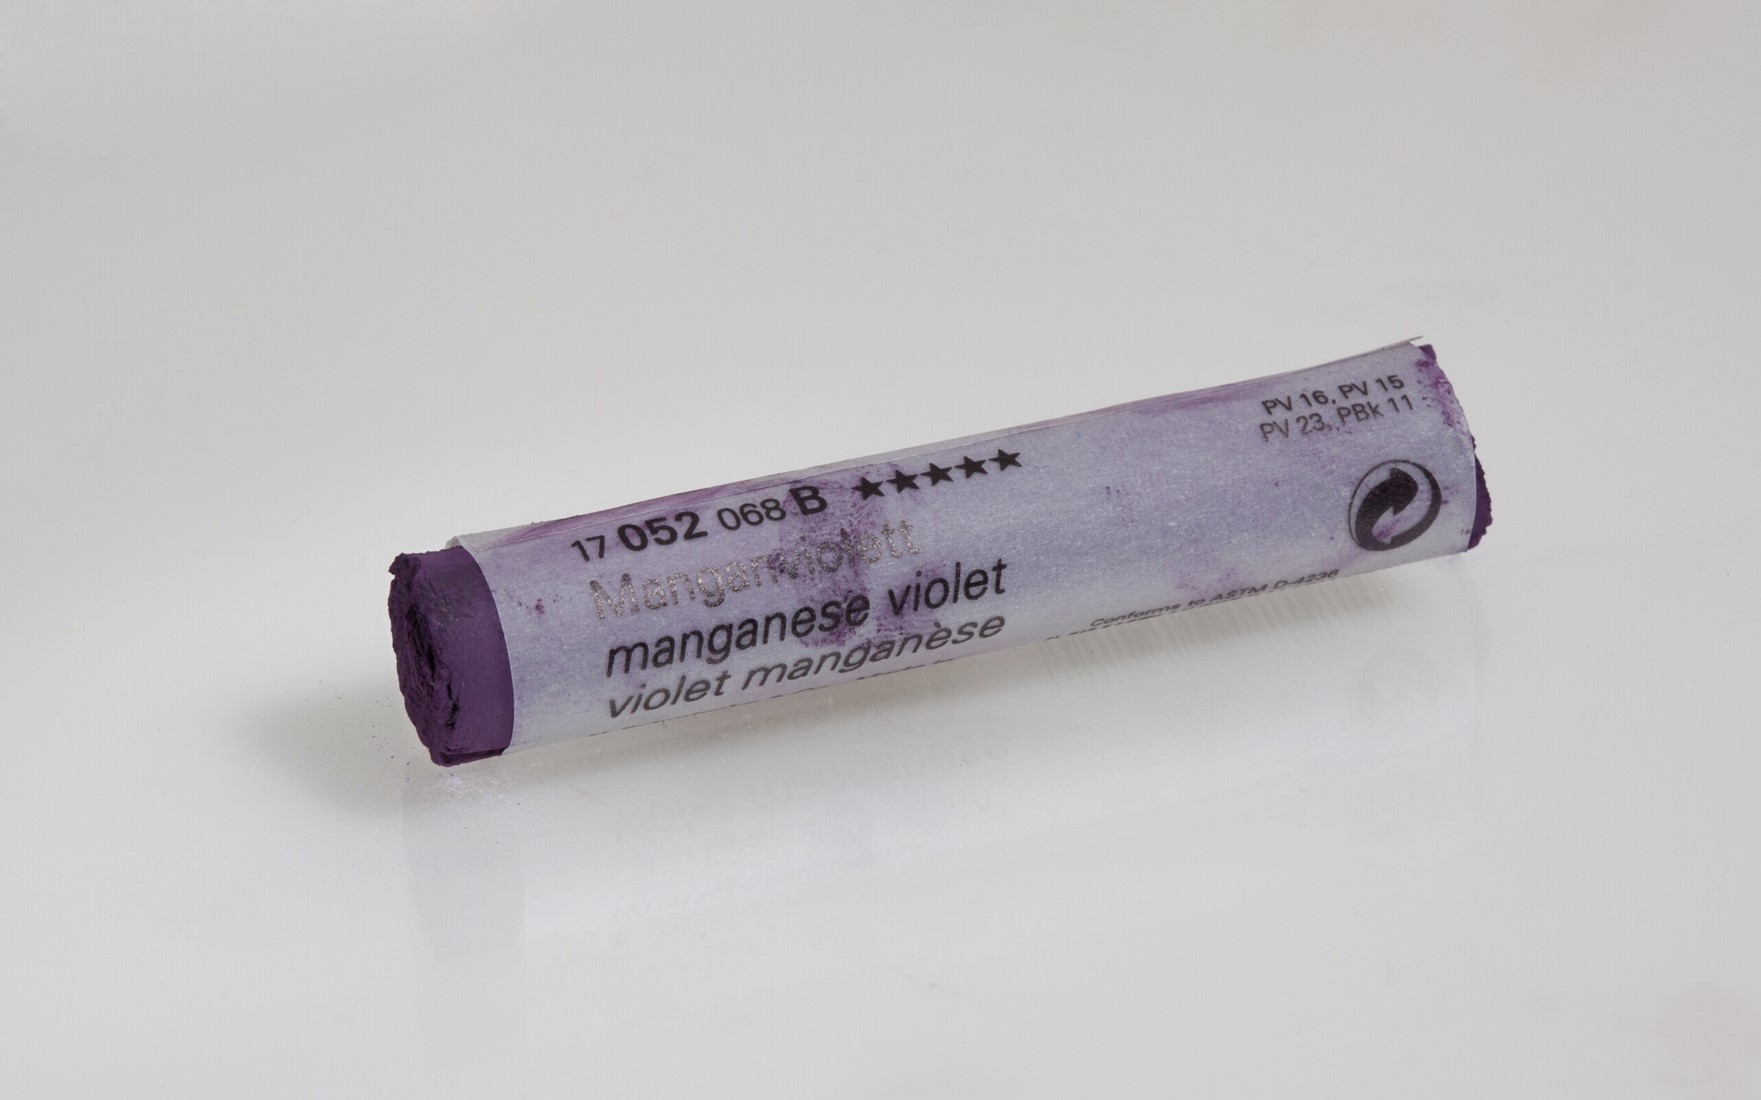 17 052 068 B ★★★★★
Manganviolett
manganese violet
violet manganèse
PV 16, PV 15
PV 23, PBk 11
Conforms to ASTM D-4236